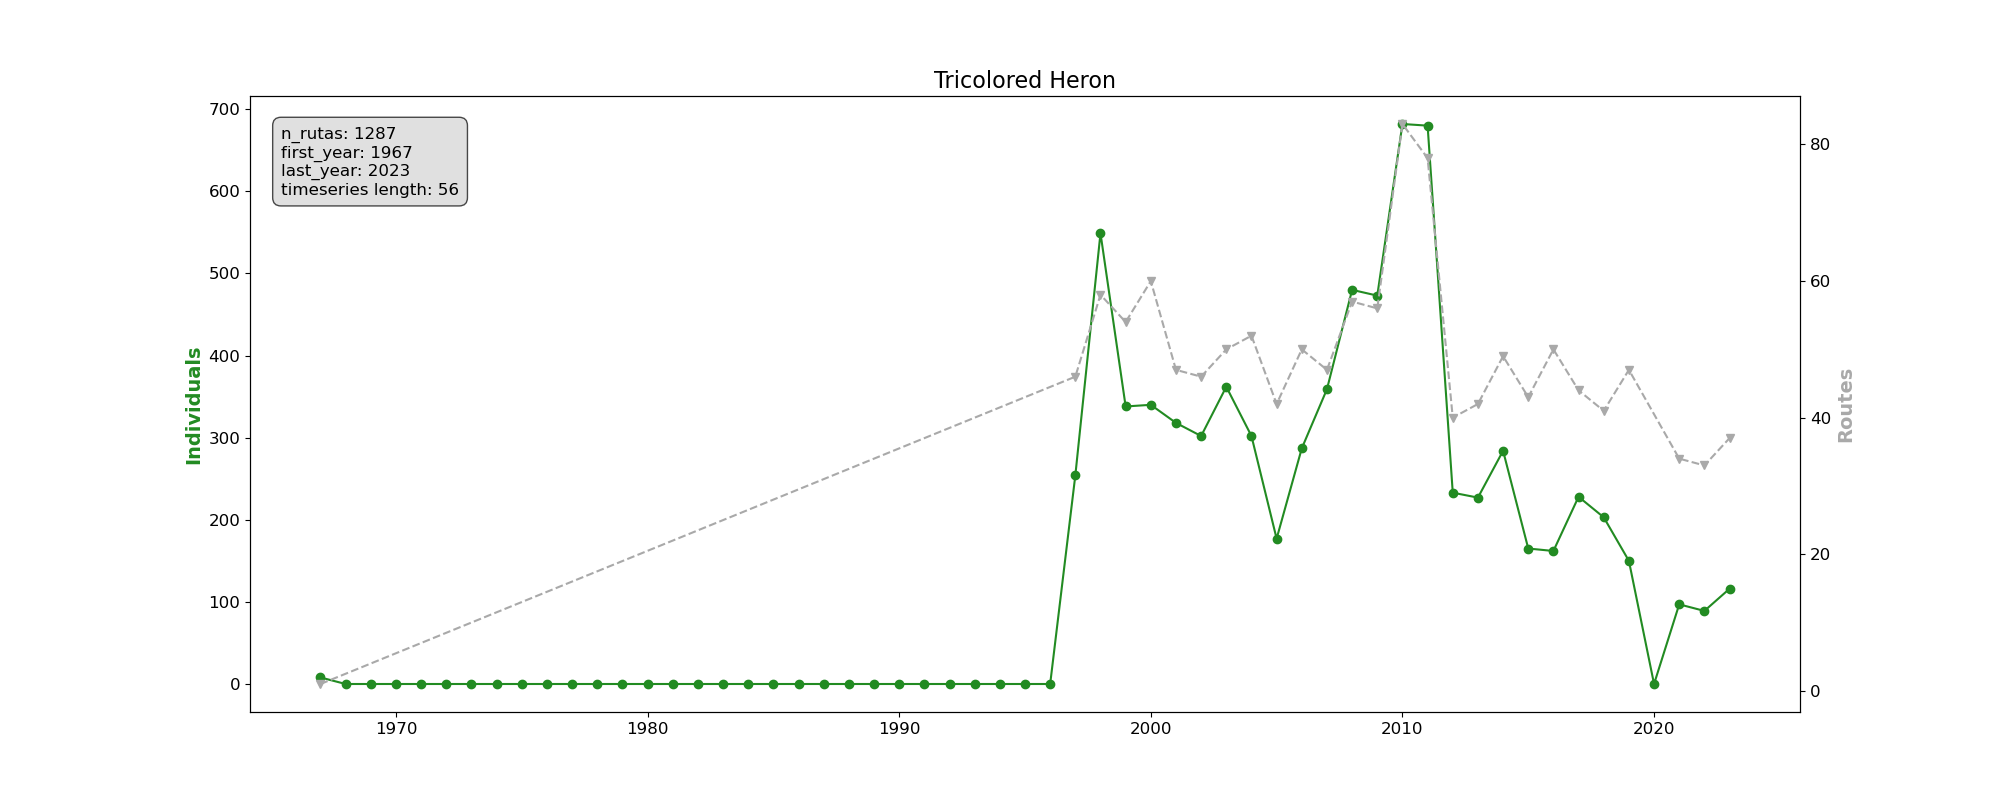 Tricolored Heron
n_rutas: 1287
first_year: 1967
last_year: 2023
timeseries length: 56
700
600
500
400
300
200
100
0
Individuals
80
60
40
20
0
Routes
1970
1980
1990
2000
2010
2020